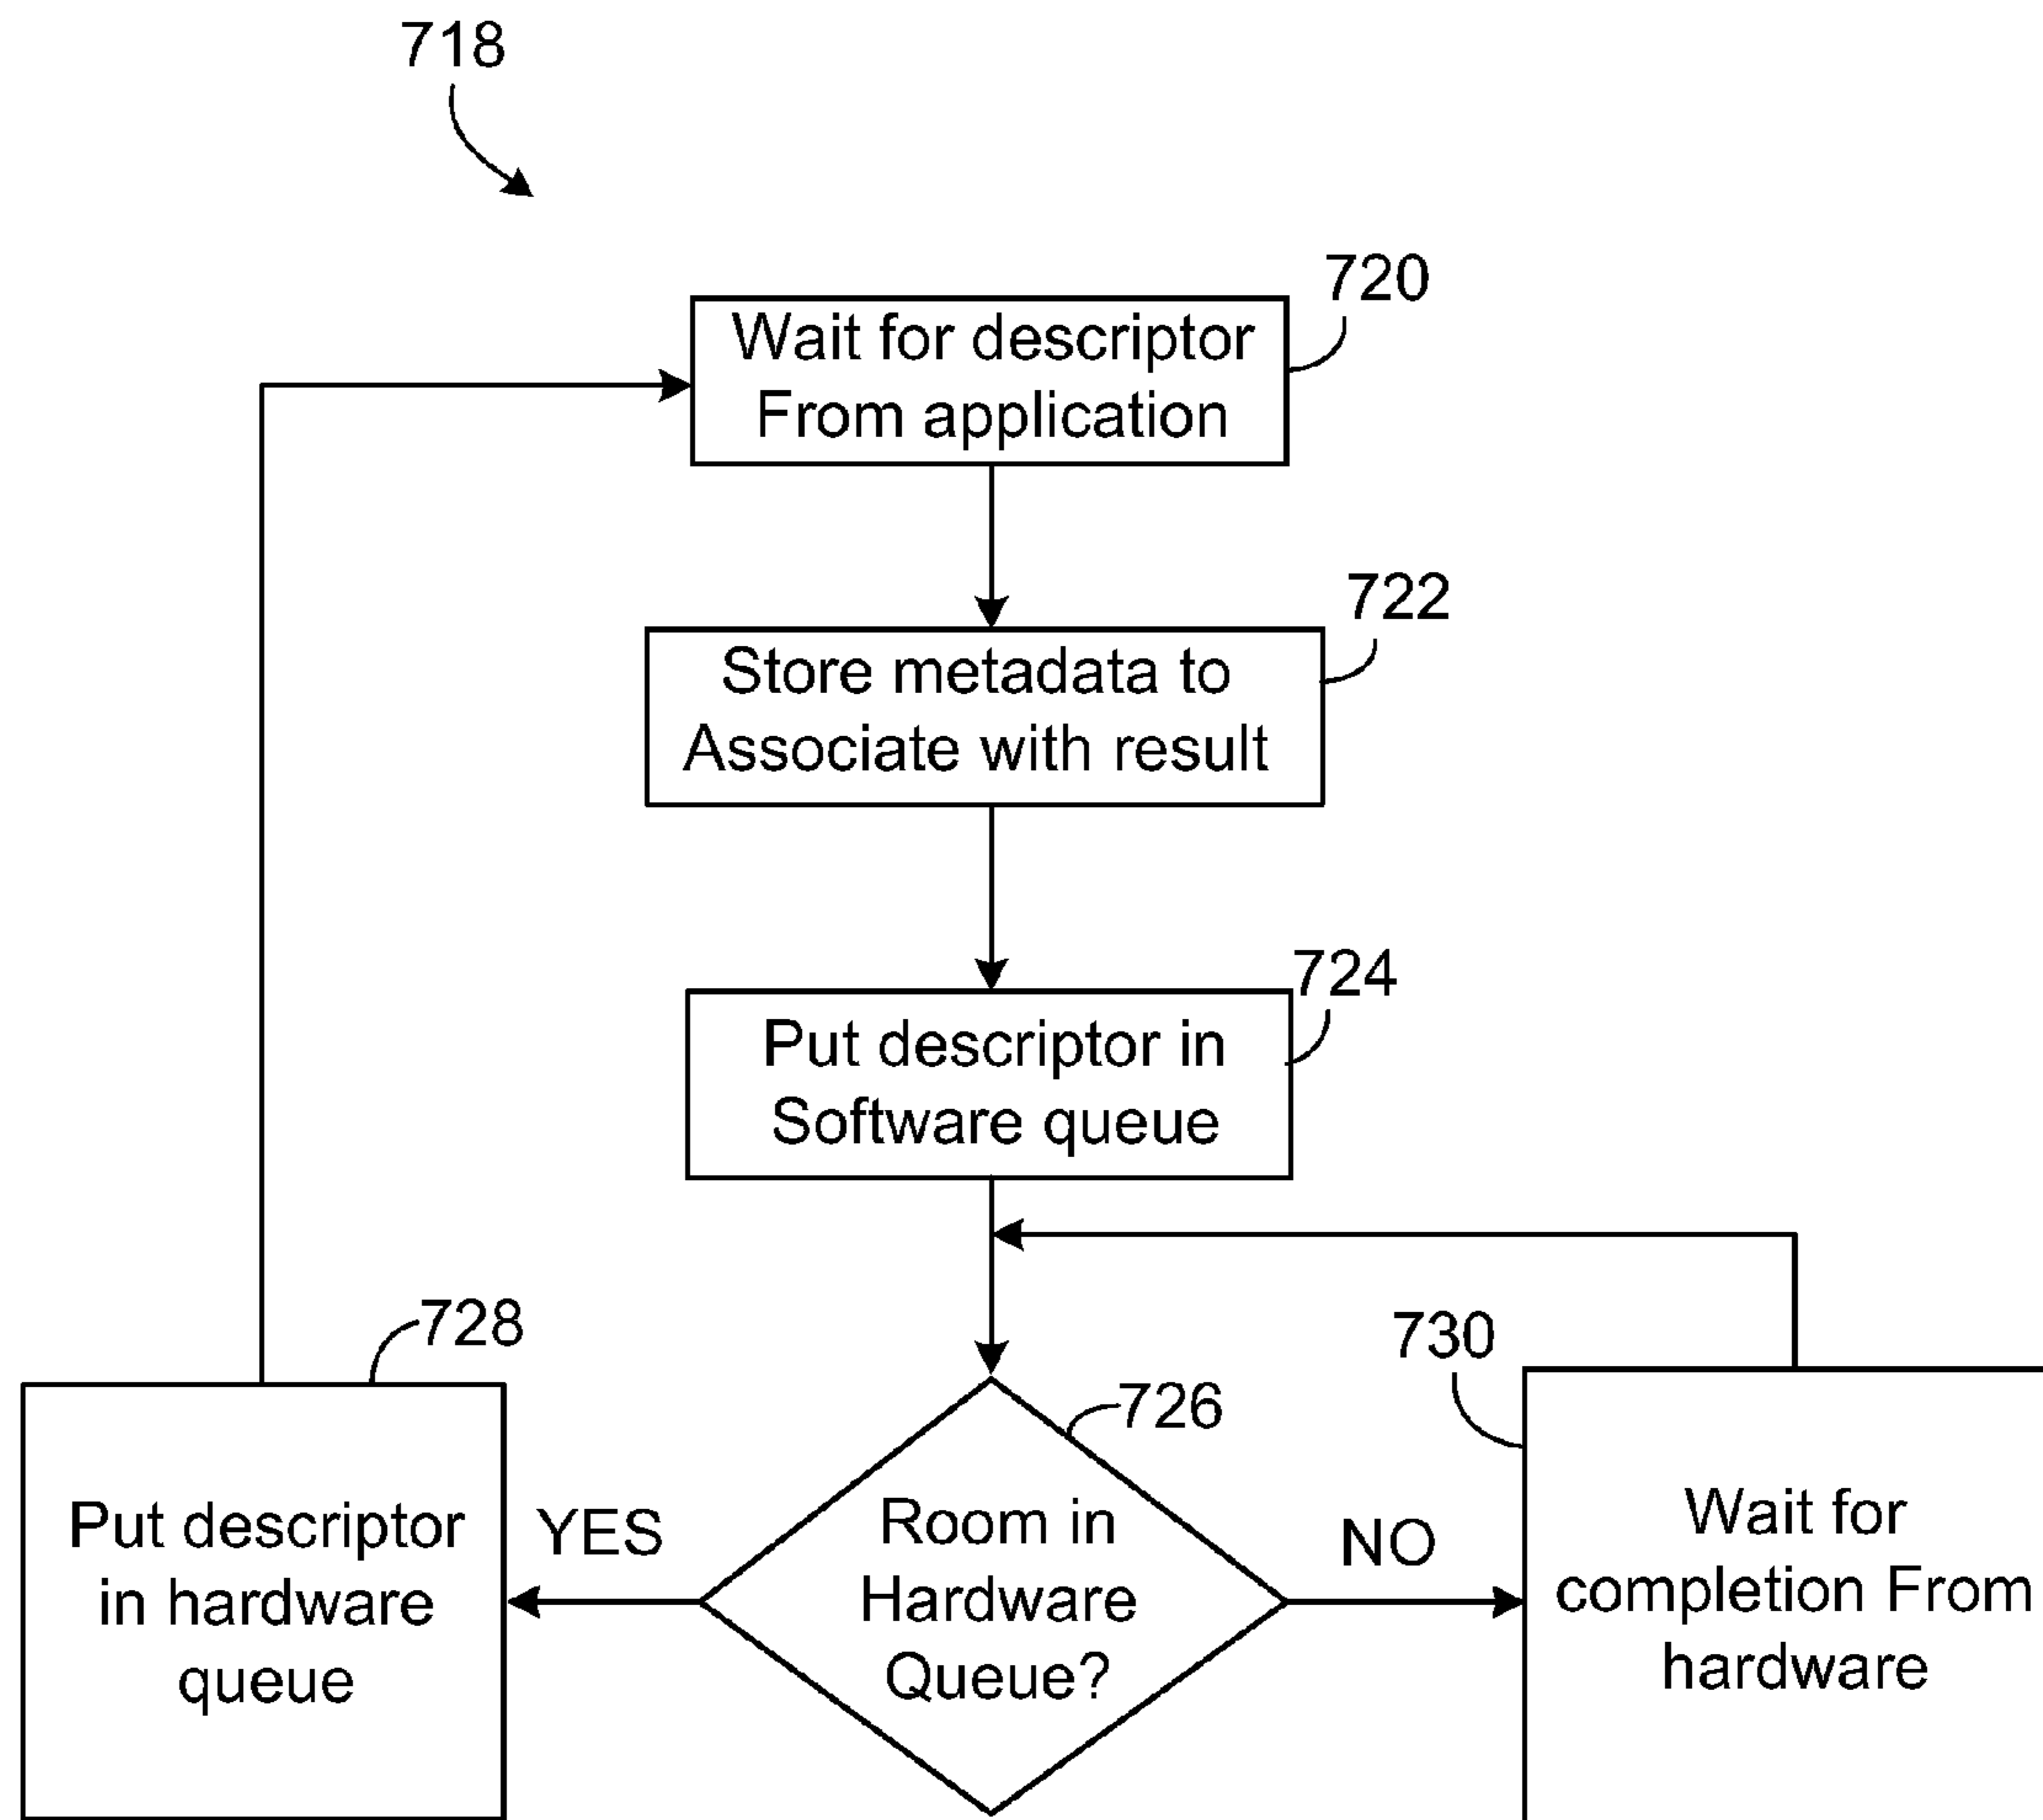 718
720
Wait for descriptor
From application
722
Store metadata to
Associate with result
724
Put descriptor in
Software queue
728
Put descriptor
in hardware
queue
YES
726
Room in
Hardware
Queue?
NO
730
Wait for
completion From
hardware